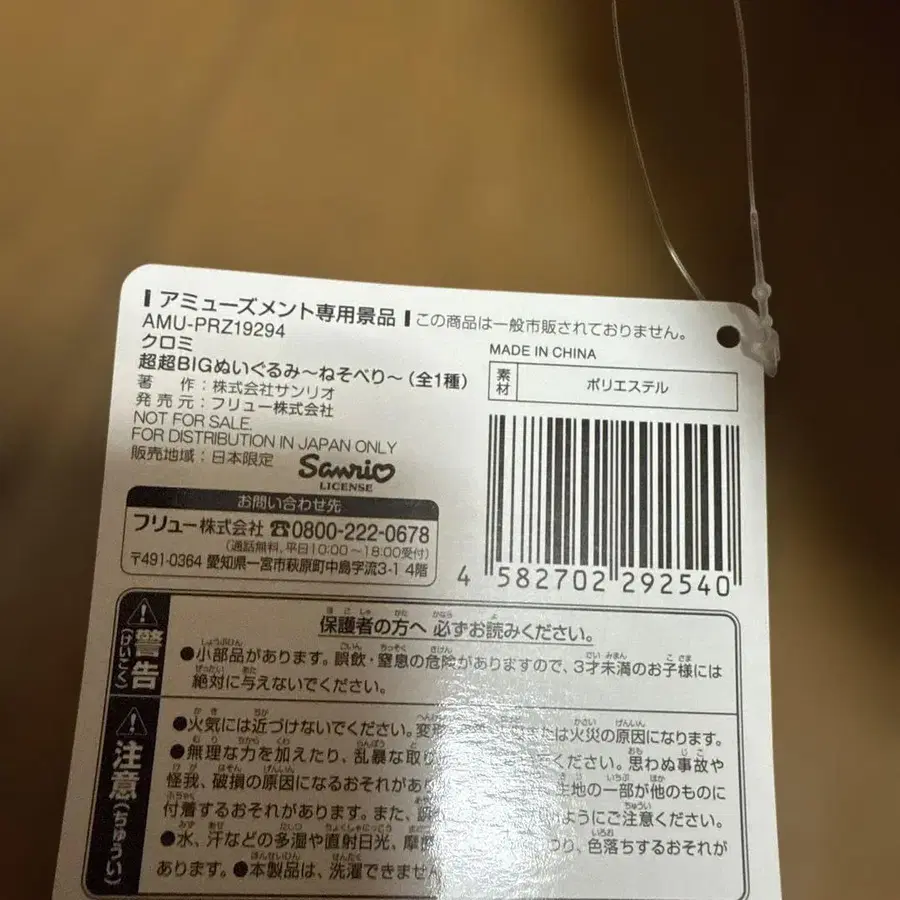 アミューズメント専用景品 この商品は一般市販されておりません。
AMU-PRZ19294
クロミ
超超BIGぬいぐるみ〜ねそべり〜(全1種)
著 作:株式会社サンリオ
発 売 元:フリュー株式会社
NOT FOR SALE.
FOR DISTRIBUTION IN JAPAN ONLY
販売地域:日本限定
Sanrio
LICENSE
MADE IN CHINA
素材 ポリエステル
4 582702 292540
お問い合わせ先
フリュー株式会社 ☎0800-222-0678
(通話無料,平日10:00〜18:00受付)
〒491-0364 愛知県一宮市萩原町中島字流3-1 4階
警告(けいこく)
保護者の方へ 必ずお読みください。
●小部品があります。誤飲・窒息の危険がありますので、3才未満のお子様には
絶対に与えないでください。
注意(ちゅうい)
●火気には近づけないでください。変形 または火災の原因になります。
●無理な力を加えたり、乱暴な取り ください。思わぬ事故や
怪我、破損の原因になるおそれがあり 生地の一部が他のものに
付着するおそれがあります。また、 ようにご注意ください。
●水、汗などの多湿や直射日光、摩 り、色落ちするおそれが
あります。●本製品は、洗濯できません